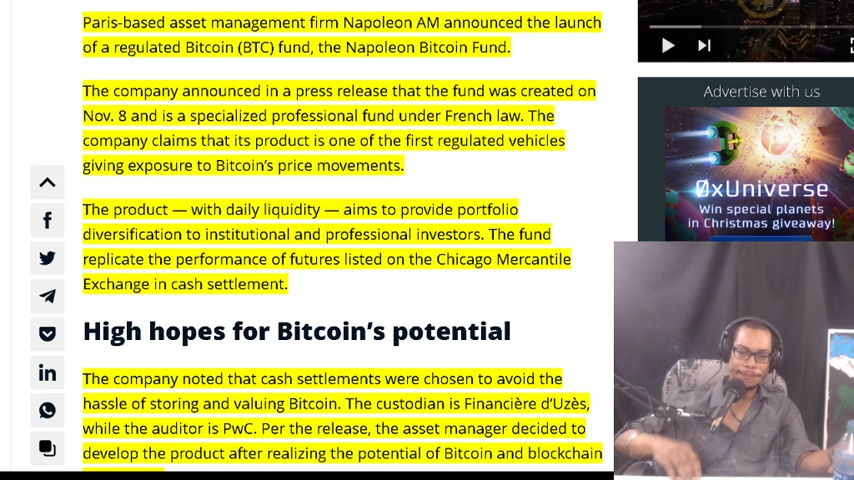 Paris-based asset management firm Napoleon AM announced the launch
of a regulated Bitcoin (BTC) fund, the Napoleon Bitcoin Fund.
The company announced in a press release that the fund was created on
Nov. 8 and is a specialized professional fund under French law. The
company claims that its product is one of the first regulated vehicles
giving exposure to Bitcoin’s price movements.
The product — with daily liquidity — aims to provide portfolio
diversification to institutional and professional investors. The fund
replicate the performance of futures listed on the Chicago Mercantile
Exchange in cash settlement.
High hopes for Bitcoin’s potential
The company noted that cash settlements were chosen to avoid the
hassle of storing and valuing Bitcoin. The custodian is Financière d’Uzès,
while the auditor is PwC. Per the release, the asset manager decided to
develop the product after realizing the potential of Bitcoin and blockchain
Advertise with us
ØxUniverse
Win special planets
in Christmas giveaway!